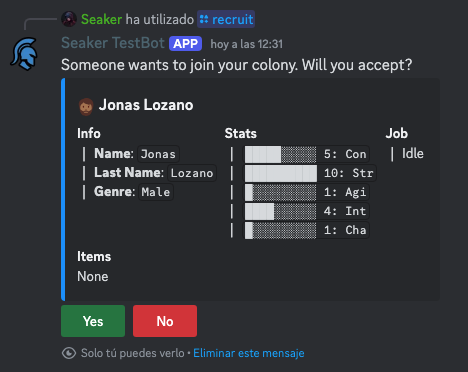 Seaker ha utilizado recruit
Seaker TestBot APP hoy a las 12:31
Someone wants to join your colony. Will you accept?
Jonas Lozano
Info Stats Job
| Name: Jonas | █████░░░░░ 5: Con | Idle
| Last Name: Lozano | ██████████ 10: Str
| Genre: Male | █░░░░░░░░░ 1: Agi
| ████░░░░░░ 4: Int
| █░░░░░░░░░ 1: Cha
Items
None
Yes No
Solo tú puedes verlo • Eliminar este mensaje